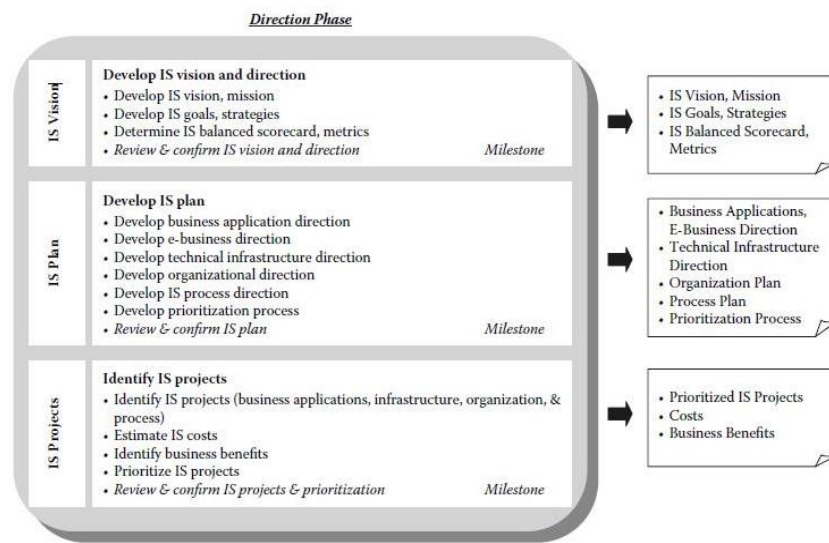 Direction Phase
IS Vision
Develop IS vision and direction
• Develop IS vision, mission
• Develop IS goals, strategies
• Determine IS balanced scorecard, metrics
• Review & confirm IS vision and direction Milestone
• IS Vision, Mission
• IS Goals, Strategies
• IS Balanced Scorecard,
Metrics
IS Plan
Develop IS plan
• Develop business application direction
• Develop e-business direction
• Develop technical infrastructure direction
• Develop organizational direction
• Develop IS process direction
• Develop prioritization process
• Review & confirm IS plan Milestone
• Business Applications,
E-Business Direction
• Technical Infrastructure
Direction
• Organization Plan
• Process Plan
• Prioritization Process
IS Projects
Identify IS projects
• Identify IS projects (business applications, infrastructure, organization, &
process)
• Estimate IS costs
• Identify business benefits
• Prioritize IS projects
• Review & confirm IS projects & prioritization Milestone
• Prioritized IS Projects
• Costs
• Business Benefits